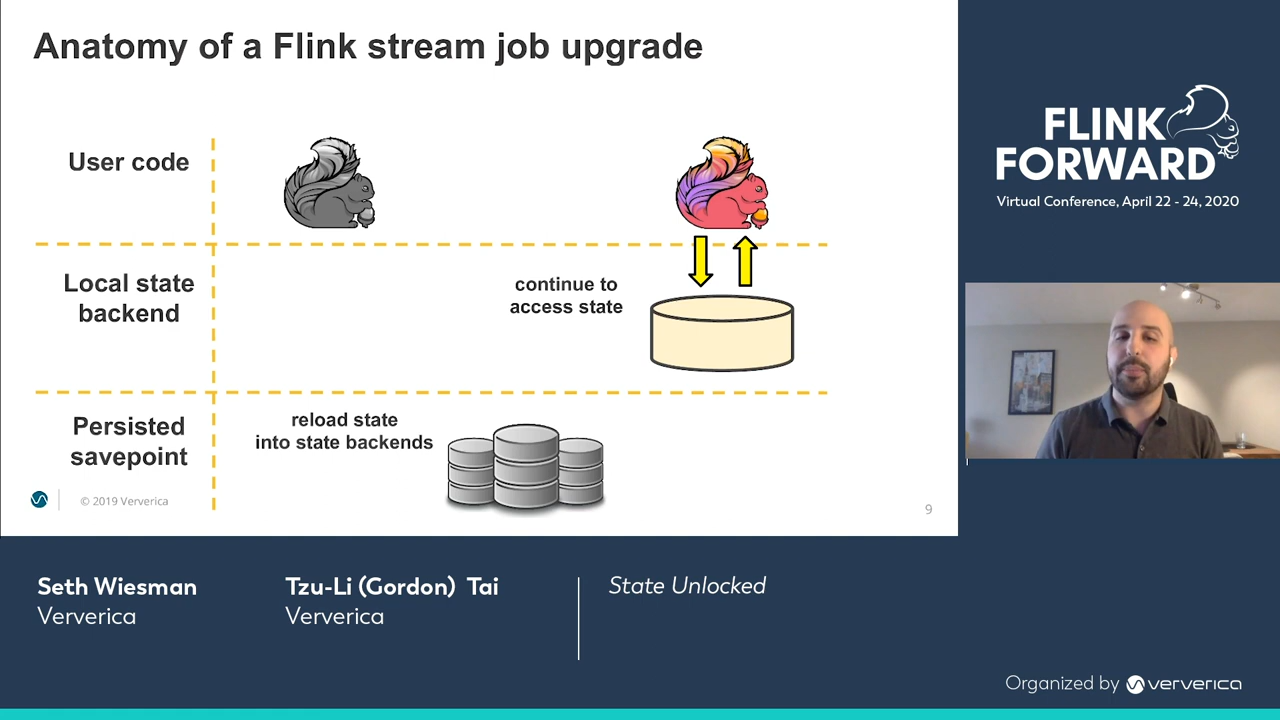 Anatomy of a Flink stream job upgrade
User code
Local state
backend
continue to
access state
Persisted
savepoint
reload state
into state backends
© 2019 Ververica
9
FLINK
FORWARD
Virtual Conference, April 22 - 24, 2020
Seth Wiesman
Ververica
Tzu-Li (Gordon) Tai
Ververica
State Unlocked
Organized by ververica